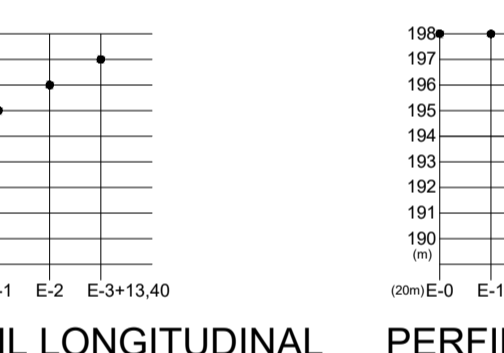 198
197
196
195
194
193
192
191
190
(m)
-1 E-2 E-3+13,40
(20m) E-0 E-1
IL LONGITUDINAL
PERFI